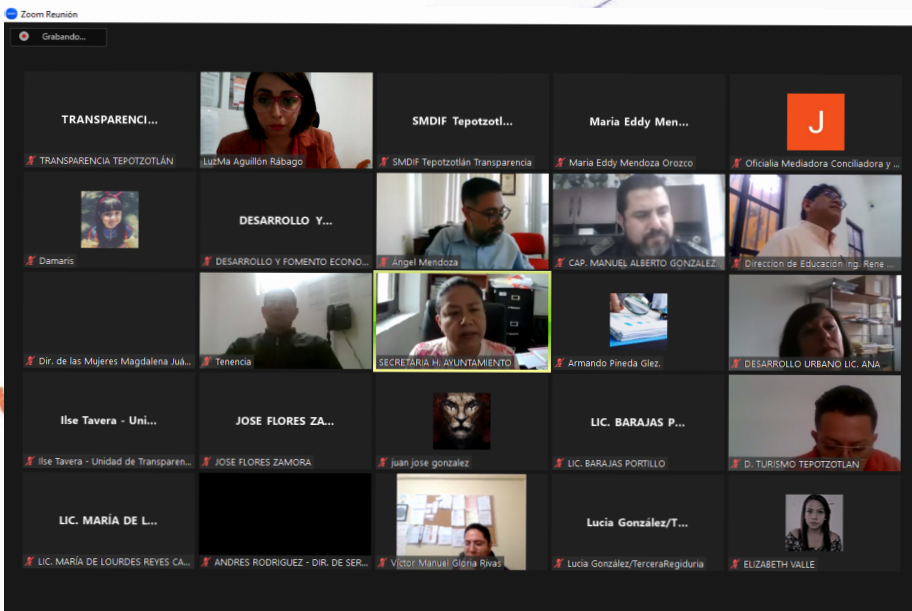 Zoom Reunión
Grabando...
TRANSPARENCI...
TRANSPARENCIA TEPOTZOTLÁN
LuzMa Aguillón Rábago
SMDIF Tepotzotl...
SMDIF Tepotzotlán Transparencia
Maria Eddy Men...
Maria Eddy Mendoza Orozco
J
Oficialia Mediadora Conciliadora y ...
Damaris
DESARROLLO Y...
DESARROLLO Y FOMENTO ECONO...
Angel Mendoza
CAP. MANUEL ALBERTO GONZALEZ
Direccion de Educación Ing. Rene ...
Dir. de las Mujeres Magdalena Juá...
Tenencia
SECRETARIA H. AYUNTAMIENTO
Armando Pineda Glez.
DESARROLLO URBANO LIC. ANA
Ilse Tavera - Uni...
Ilse Tavera - Unidad de Transparen...
JOSE FLORES ZA...
JOSE FLORES ZAMORA
juan jose gonzalez
LIC. BARAJAS P...
LIC. BARAJAS PORTILLO
D. TURISMO TEPOTZOTLAN
LIC. MARÍA DE L...
LIC. MARÍA DE LOURDES REYES CA...
ANDRES RODRIGUEZ - DIR. DE SER...
Víctor Manuel Gloria Rivas
Lucia González/T...
Lucia González/TerceraRegiduria
ELIZABETH VALLE